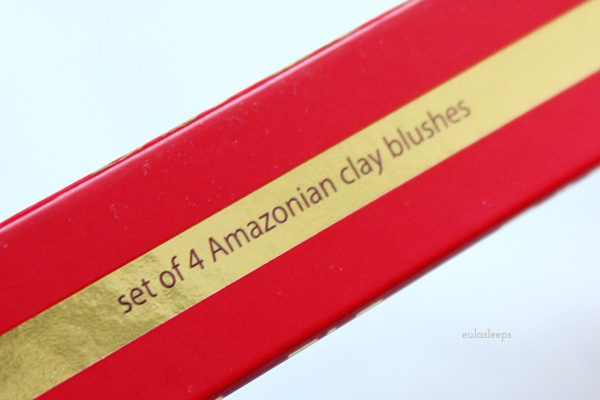 set of 4 Amazonian clay blushes
eulasleeps